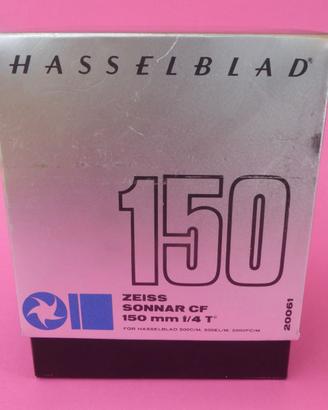 HASSELBLAD®
150
ZEISS
SONNAR CF
150 mm f/4 T*
FOR HASSELBLAD 500C/M, 500EL/M, 2000FC/M
20061